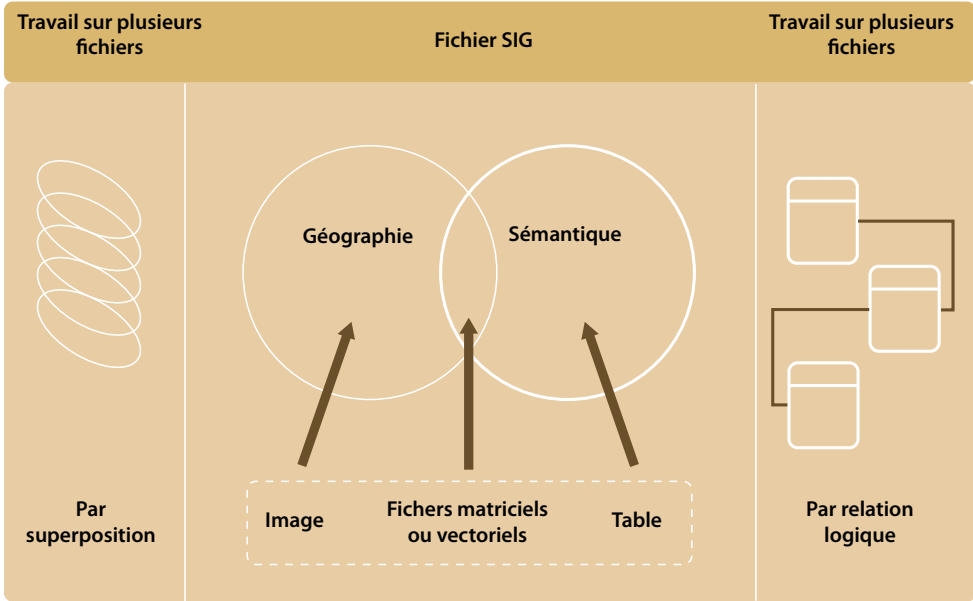 Travail sur plusieurs
fichiers
Fichier SIG
Travail sur plusieurs
fichiers
Géographie
Sémantique
Par
superposition
Image
Fichers matriciels
ou vectoriels
Table
Par relation
logique